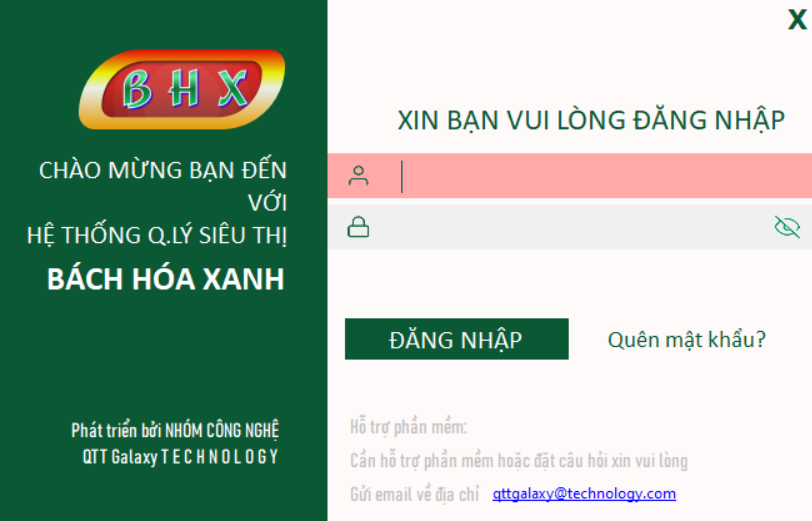 BHX
CHÀO MỪNG BẠN ĐẾN
VỚI
HỆ THỐNG Q.LÝ SIÊU THỊ
BÁCH HÓA XANH
Phát triển bởi NHÓM CÔNG NGHỆ
QTT Galaxy T E C H N O L O G Y
X
XIN BẠN VUI LÒNG ĐĂNG NHẬP
ĐĂNG NHẬP
Quên mật khẩu?
Hỗ trợ phần mềm:
Cần hỗ trợ phần mềm hoặc đặt câu hỏi xin vui lòng
Gửi email về địa chỉ qttgalaxy@technology.com